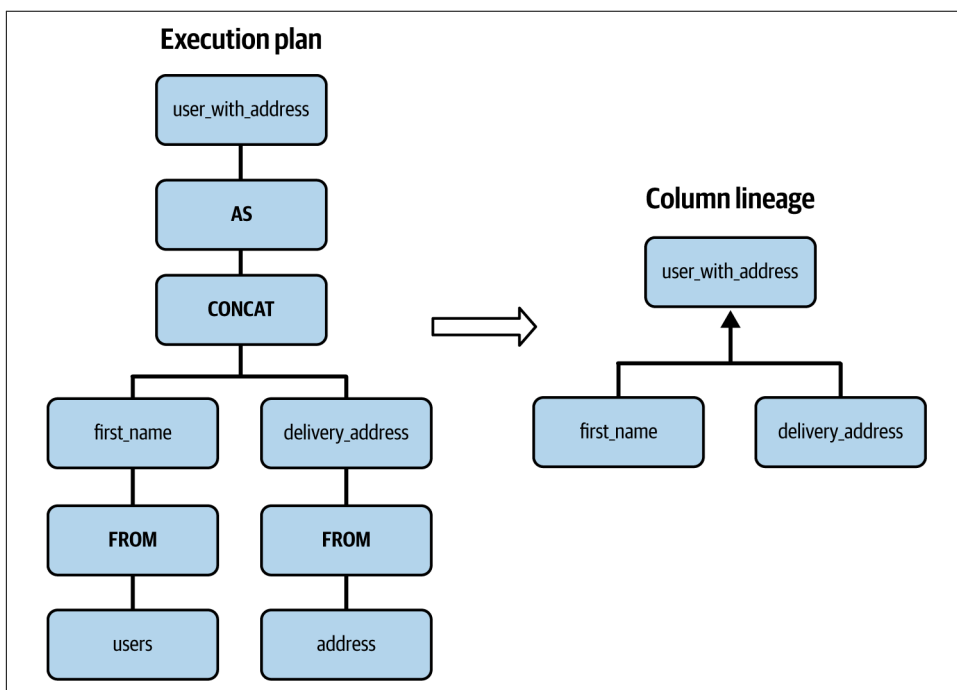 Execution plan
user_with_address
AS
CONCAT
first_name
delivery_address
FROM
FROM
users
address
Column lineage
user_with_address
first_name
delivery_address